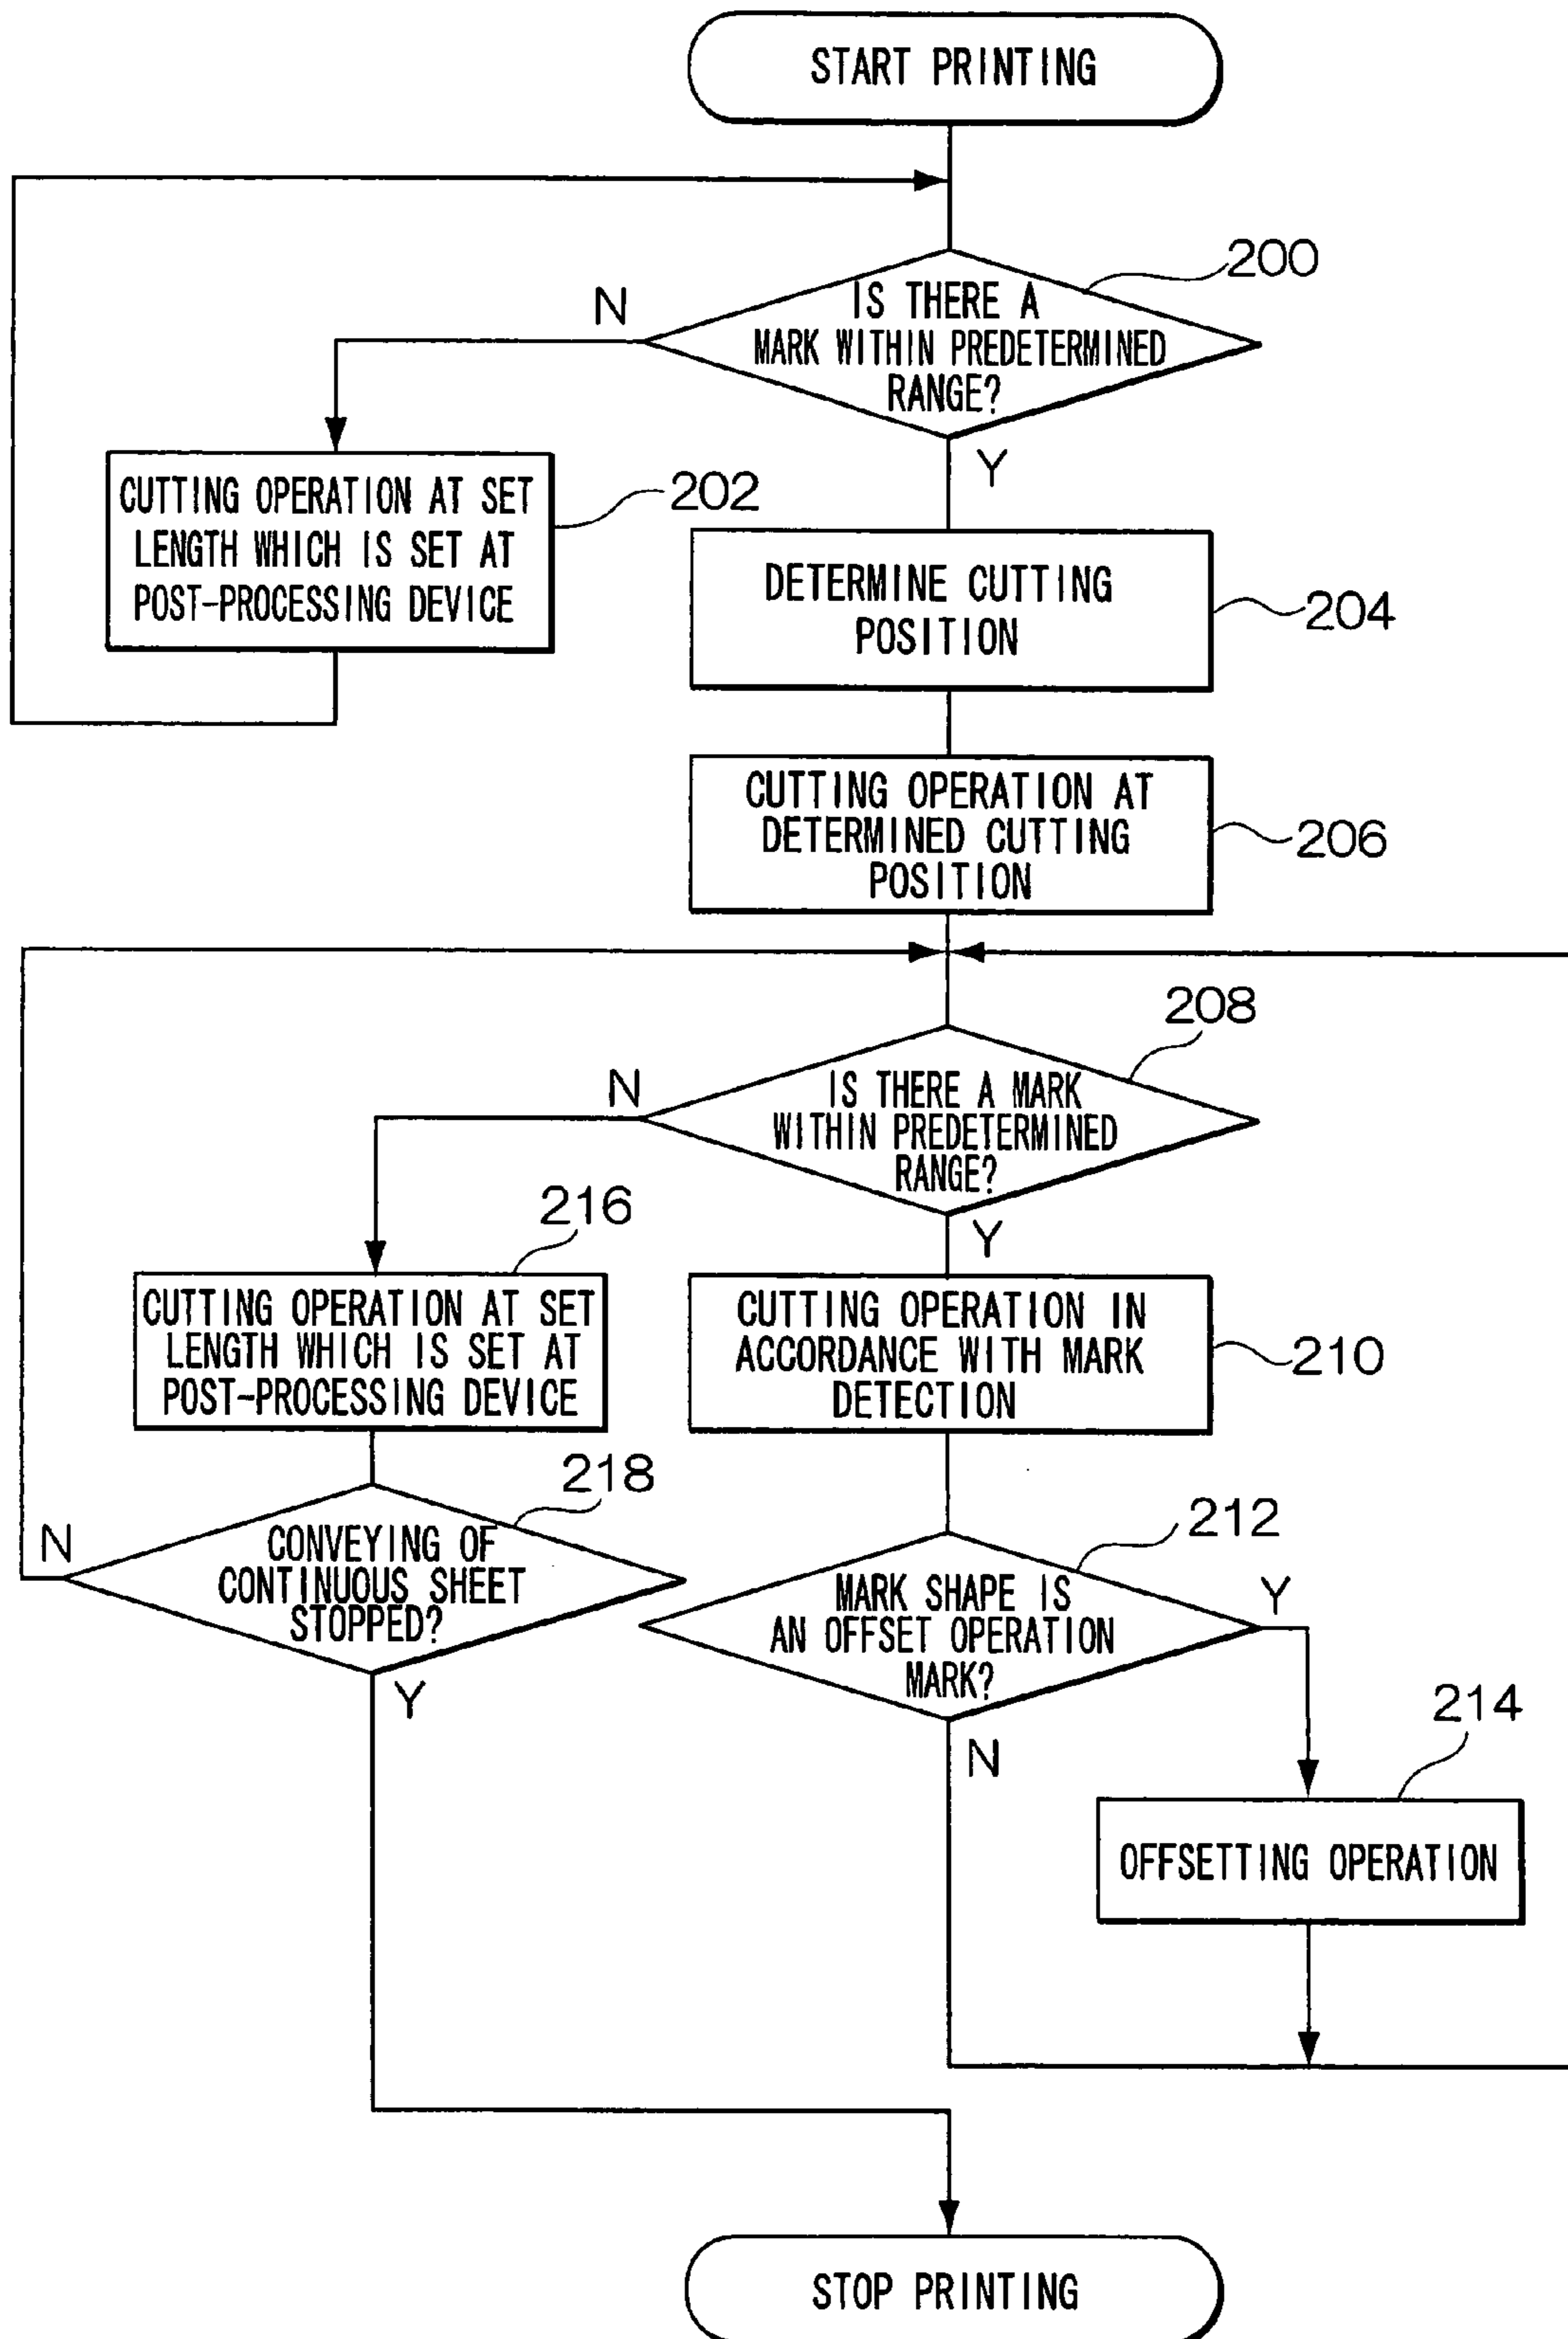 START PRINTING
200
N
IS THERE A
MARK WITHIN PREDETERMINED
RANGE?
Y
CUTTING OPERATION AT SET
LENGTH WHICH IS SET AT
POST-PROCESSING DEVICE
202
DETERMINE CUTTING
POSITION
204
CUTTING OPERATION AT
DETERMINED CUTTING
POSITION
206
208
N
IS THERE A MARK
WITHIN PREDETERMINED
RANGE?
Y
216
CUTTING OPERATION AT SET
LENGTH WHICH IS SET AT
POST-PROCESSING DEVICE
CUTTING OPERATION IN
ACCORDANCE WITH MARK
DETECTION
210
218
N
CONVEYING OF
CONTINUOUS SHEET
STOPPED?
Y
212
MARK SHAPE IS
AN OFFSET OPERATION
MARK?
Y
N
214
OFFSETTING OPERATION
STOP PRINTING